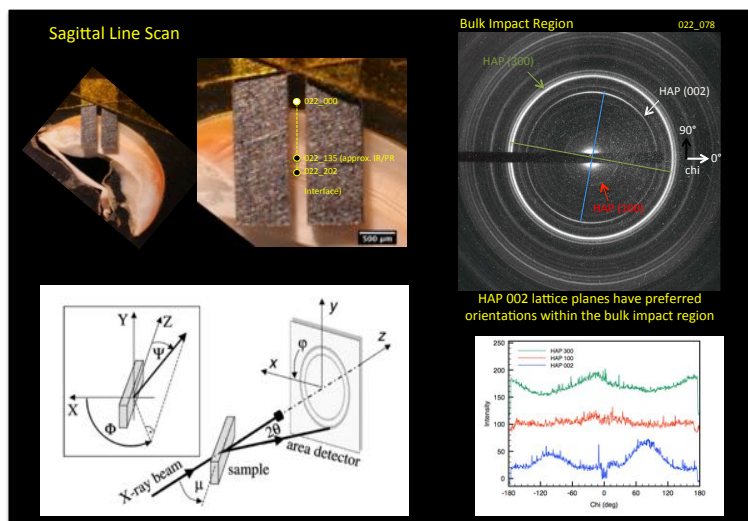 Sagittal Line Scan
022_000
022_135 (approx. IR/PR
022_202
Interface)
500 µm
Bulk Impact Region
022_078
HAP (300)
HAP (002)
90°
0°
chi
HAP (100)
HAP 002 lattice planes have preferred
orientations within the bulk impact region
Y
Z
Ψ
X
Φ
y
z
φ
x
2θ
area detector
sample
X-ray beam
μ
250
200
150
100
50
0
Intensity
HAP 300
HAP 100
HAP 002
-180
-120
-60
0
60
120
180
Chi (deg)